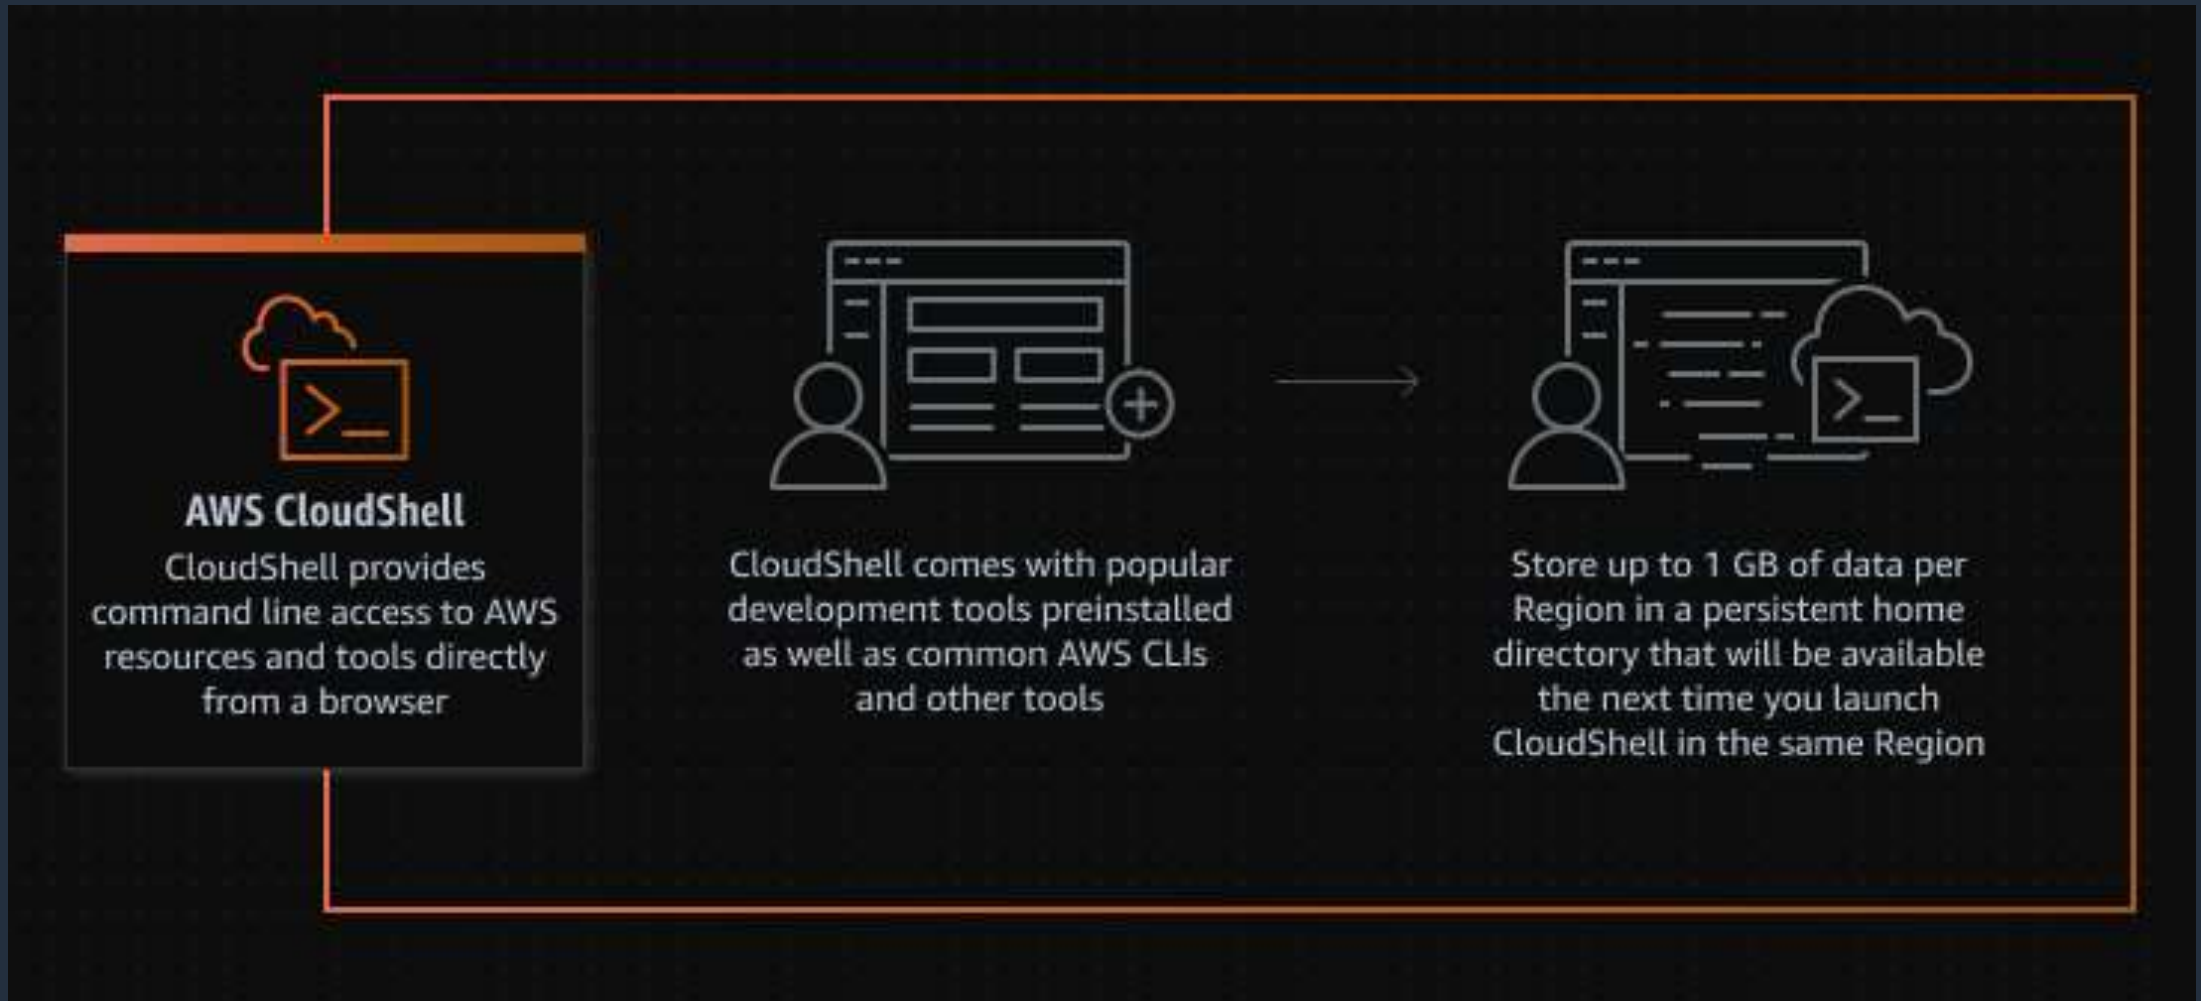 AWS CloudShell
CloudShell provides
command line access to AWS
resources and tools directly
from a browser
CloudShell comes with popular
development tools preinstalled
as well as common AWS CLIs
and other tools
Store up to 1 GB of data per
Region in a persistent home
directory that will be available
the next time you launch
CloudShell in the same Region